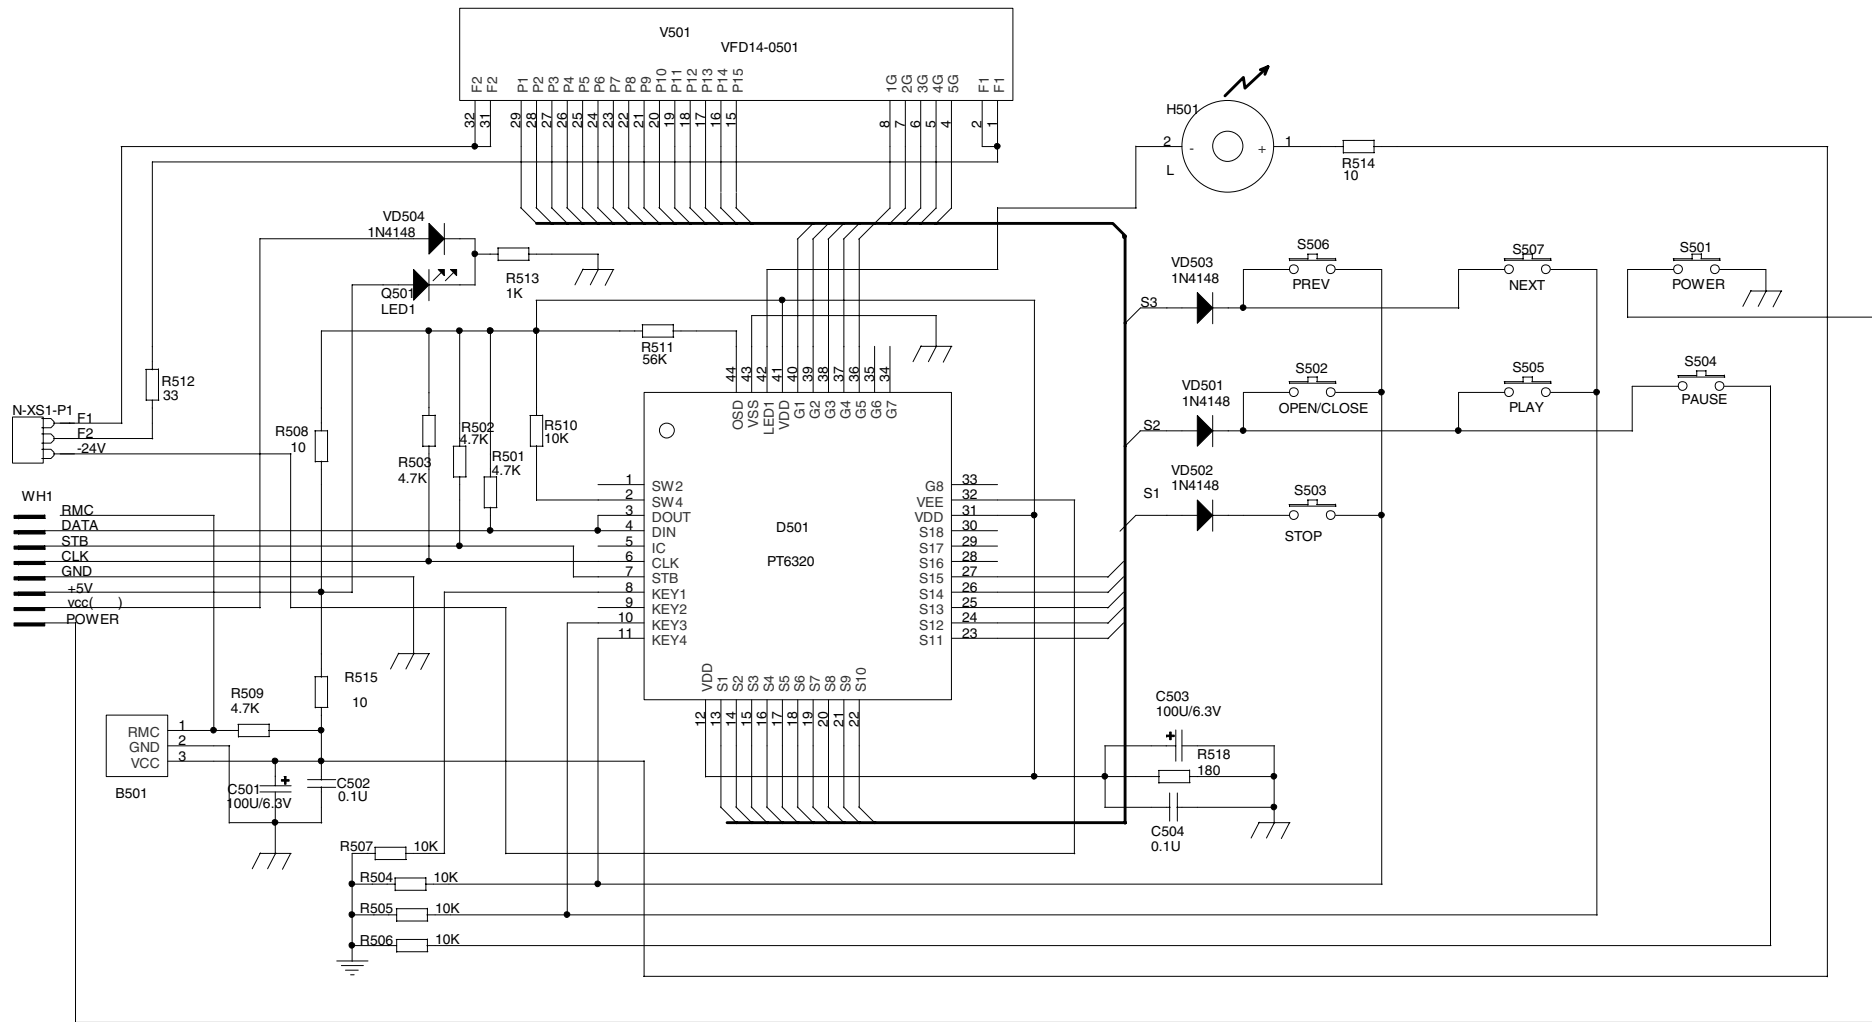 V501
VFD14-0501
F2 F2 P1 P2 P3 P4 P5 P6 P7 P8 P9 P10 P11 P12 P13 P14 P15 1G 2G 3G 4G 5G F1 F1
32 31 29 28 27 26 25 24 23 22 21 20 19 18 17 16 15 8 7 6 5 4 2 1
H501
2 - + 1
L
R514
10
VD504
1N4148
Q501
LED1
R513
1K
R511
56K
R512
33
N-XS1-P1
F1
F2
-24V
R508
10
R503
4.7K
R502
4.7K
R501
4.7K
R510
10K
44 43 42 41 40 39 38 37 36 35 34
OSD VSS LED1 VDD G1 G2 G3 G4 G5 G6 G7
VD503
1N4148
S3
S506
PREV
S507
NEXT
S501
POWER
VD501
1N4148
S2
S502
OPEN/CLOSE
S505
PLAY
S504
PAUSE
VD502
1N4148
S1
S503
STOP
WH1
RMC
DATA
STB
CLK
GND
+5V
vcc( )
POWER
1 SW2
2 SW4
3 DOUT
4 DIN
5 IC
6 CLK
7 STB
8 KEY1
9 KEY2
10 KEY3
11 KEY4
D501
PT6320
G8 33
VEE 32
VDD 31
S18 30
S17 29
S16 28
S15 27
S14 26
S13 25
S12 24
S11 23
VDD S1 S2 S3 S4 S5 S6 S7 S8 S9 S10
12 13 14 15 16 17 18 19 20 21 22
R509
4.7K
R515
10
RMC 1
GND 2
VCC 3
B501
C501
100U/6.3V
+
C502
0.1U
C503
100U/6.3V
+
R518
180
C504
0.1U
R507 10K
R504 10K
R505 10K
R506 10K